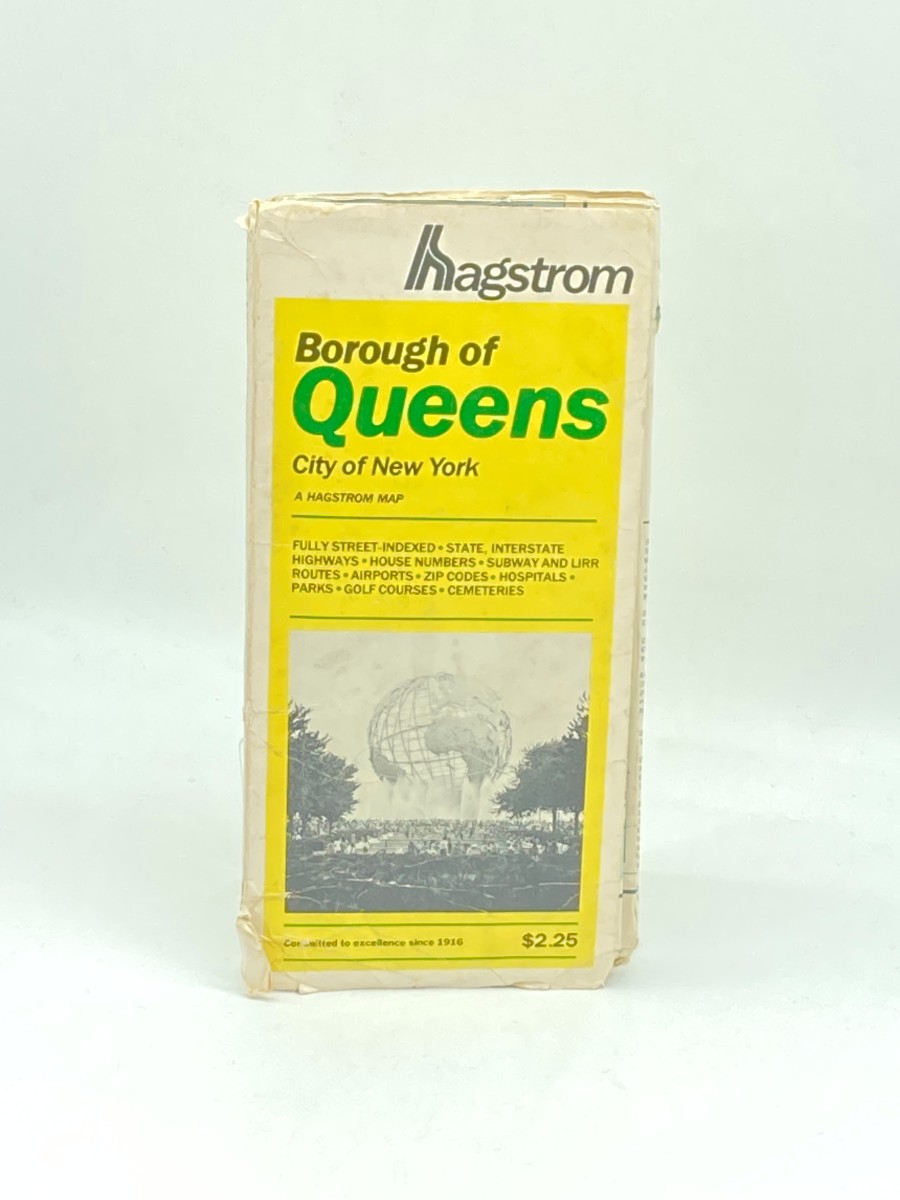 hagstrom
Borough of
Queens
City of New York
A HAGSTROM MAP
FULLY STREET-INDEXED • STATE, INTERSTATE
HIGHWAYS • HOUSE NUMBERS • SUBWAY AND LIRR
ROUTES • AIRPORTS • ZIP CODES • HOSPITALS •
PARKS • GOLF COURSES • CEMETERIES
Committed to excellence since 1916
$2.25